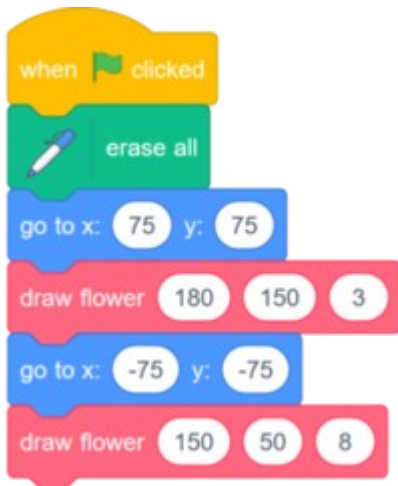 when clicked
erase all
go to x: 75 y: 75
draw flower 180 150 3
go to x: -75 y: -75
draw flower 150 50 8